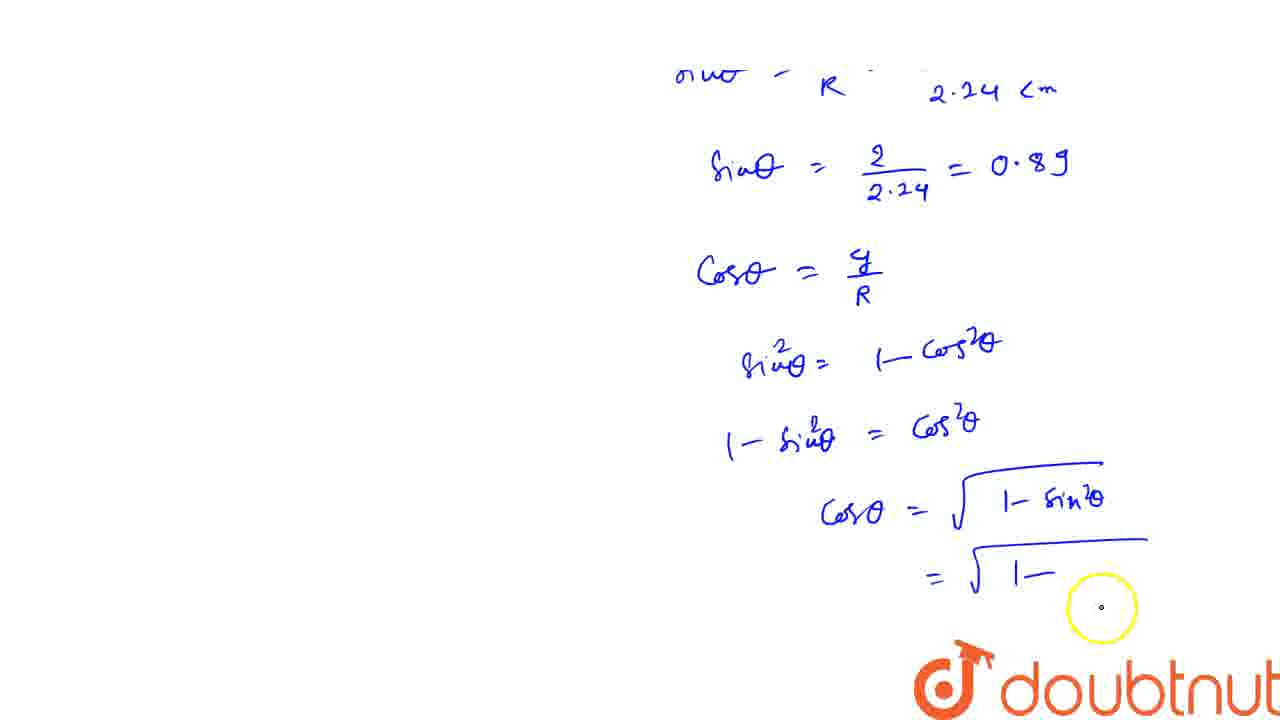 sinθ = R
2.24 cm
Sinθ = 2/2.24 = 0.89
Cosθ = y/R
Sin²θ = 1 - Cos²θ
1 - Sin²θ = Cos²θ
Cosθ = √(1 - Sin²θ)
= √(1 -
doubtnut